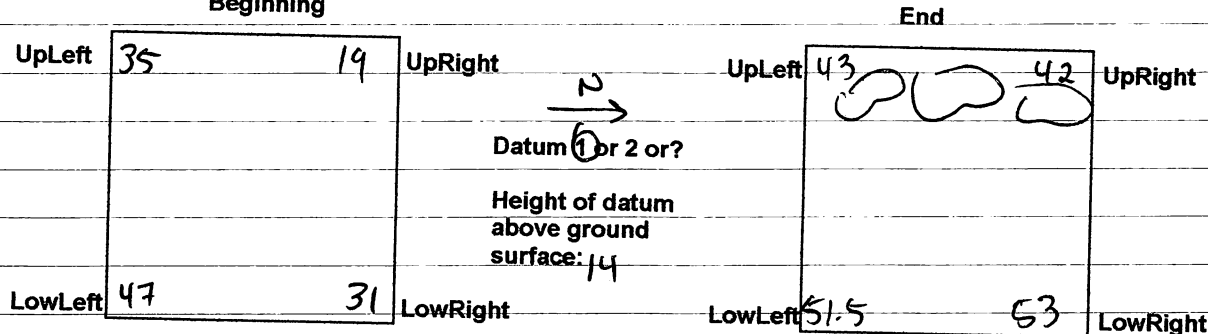 Beginning
End
UpLeft 35 19 UpRight
UpLeft 43 42 UpRight
N
Datum 1 or 2 or?
Height of datum
above ground
surface: 14
LowLeft 47 31 LowRight
LowLeft 51.5 53 LowRight